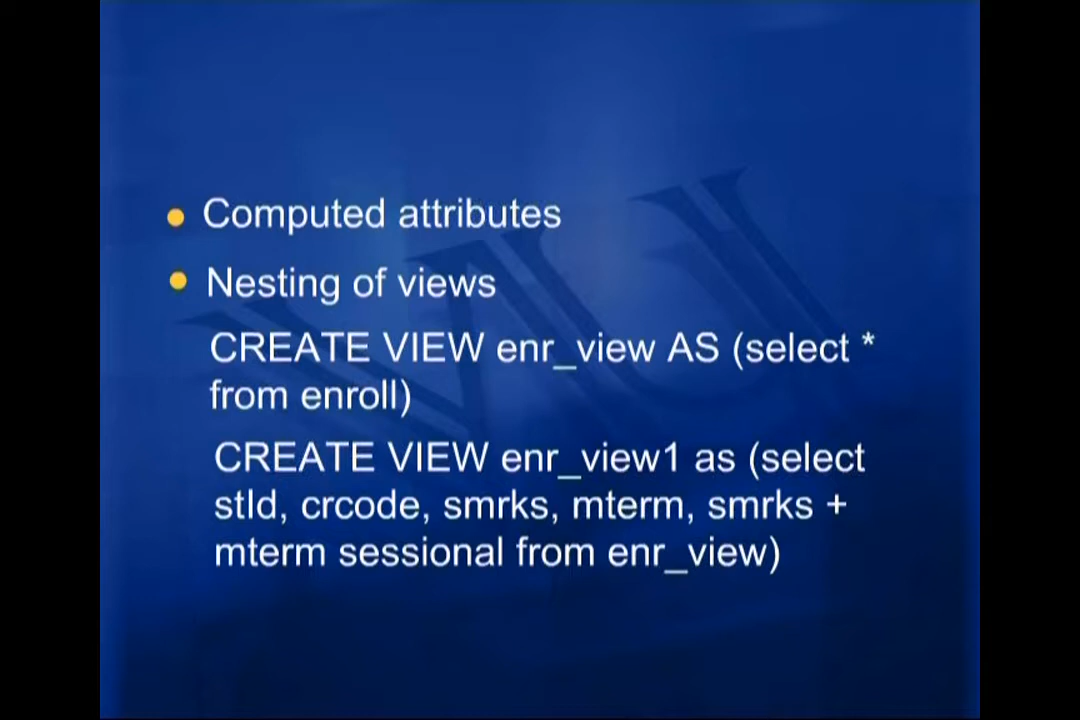 Computed attributes
Nesting of views
CREATE VIEW enr_view AS (select *
from enroll)
CREATE VIEW enr_view1 as (select
stId, crcode, smrks, mterm, smrks +
mterm sessional from enr_view)
VU